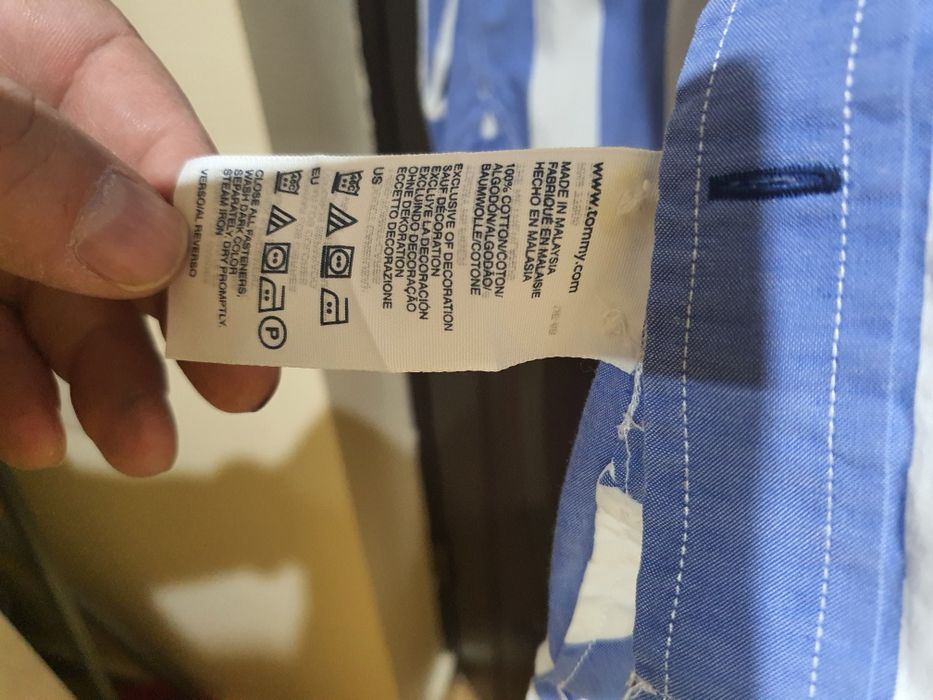 www.tommy.com
MADE IN MALAYSIA
FABRIQUÉ EN MALAISIE
HECHO EN MALASIA
100% COTTON/COTON/
ALGODÓN/ALGODÃO/
BAUMWOLLE/COTONE
EXCLUSIVE OF DECORATION
SAUF DÉCORATION
EXCLUYE LA DECORACIÓN
EXCLUINDO DECORAÇÃO
OHNE DEKORATION
ECCETTO DECORAZIONE
US
EU
P
CLOSE ALL FASTENERS,
WASH DARK COLOR
SEPARATELY, DRY PROMPTLY.
STEAM IRON
VERSO/AL REVERSO